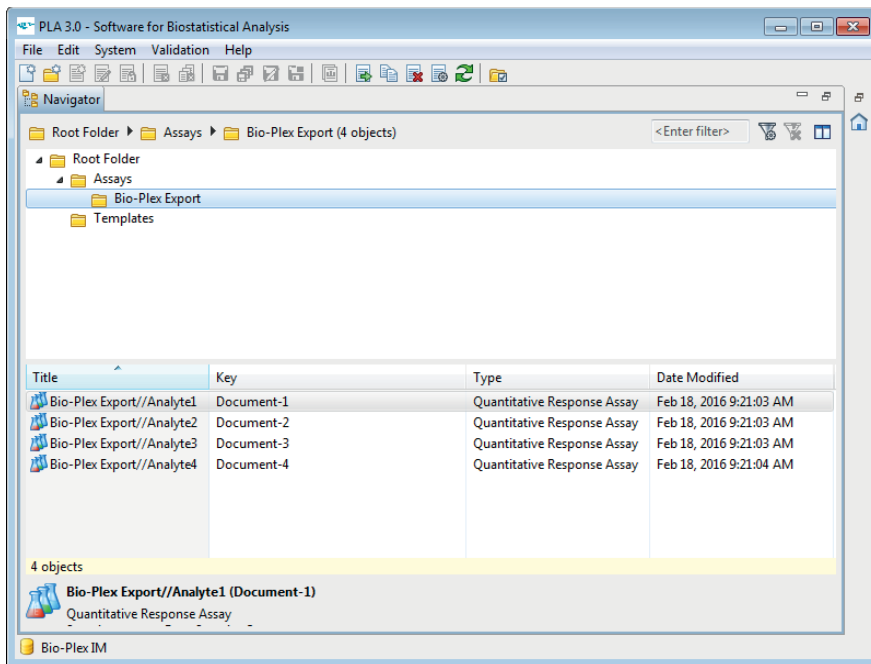 PLA 3.0 - Software for Biostatistical Analysis
File Edit System Validation Help
Navigator
Root Folder Assays Bio-Plex Export (4 objects) <Enter filter>
Root Folder
Assays
Bio-Plex Export
Templates
Title Key Type Date Modified
Bio-Plex Export//Analyte1 Document-1 Quantitative Response Assay Feb 18, 2016 9:21:03 AM
Bio-Plex Export//Analyte2 Document-2 Quantitative Response Assay Feb 18, 2016 9:21:03 AM
Bio-Plex Export//Analyte3 Document-3 Quantitative Response Assay Feb 18, 2016 9:21:03 AM
Bio-Plex Export//Analyte4 Document-4 Quantitative Response Assay Feb 18, 2016 9:21:04 AM
4 objects
Bio-Plex Export//Analyte1 (Document-1)
Quantitative Response Assay
Bio-Plex IM